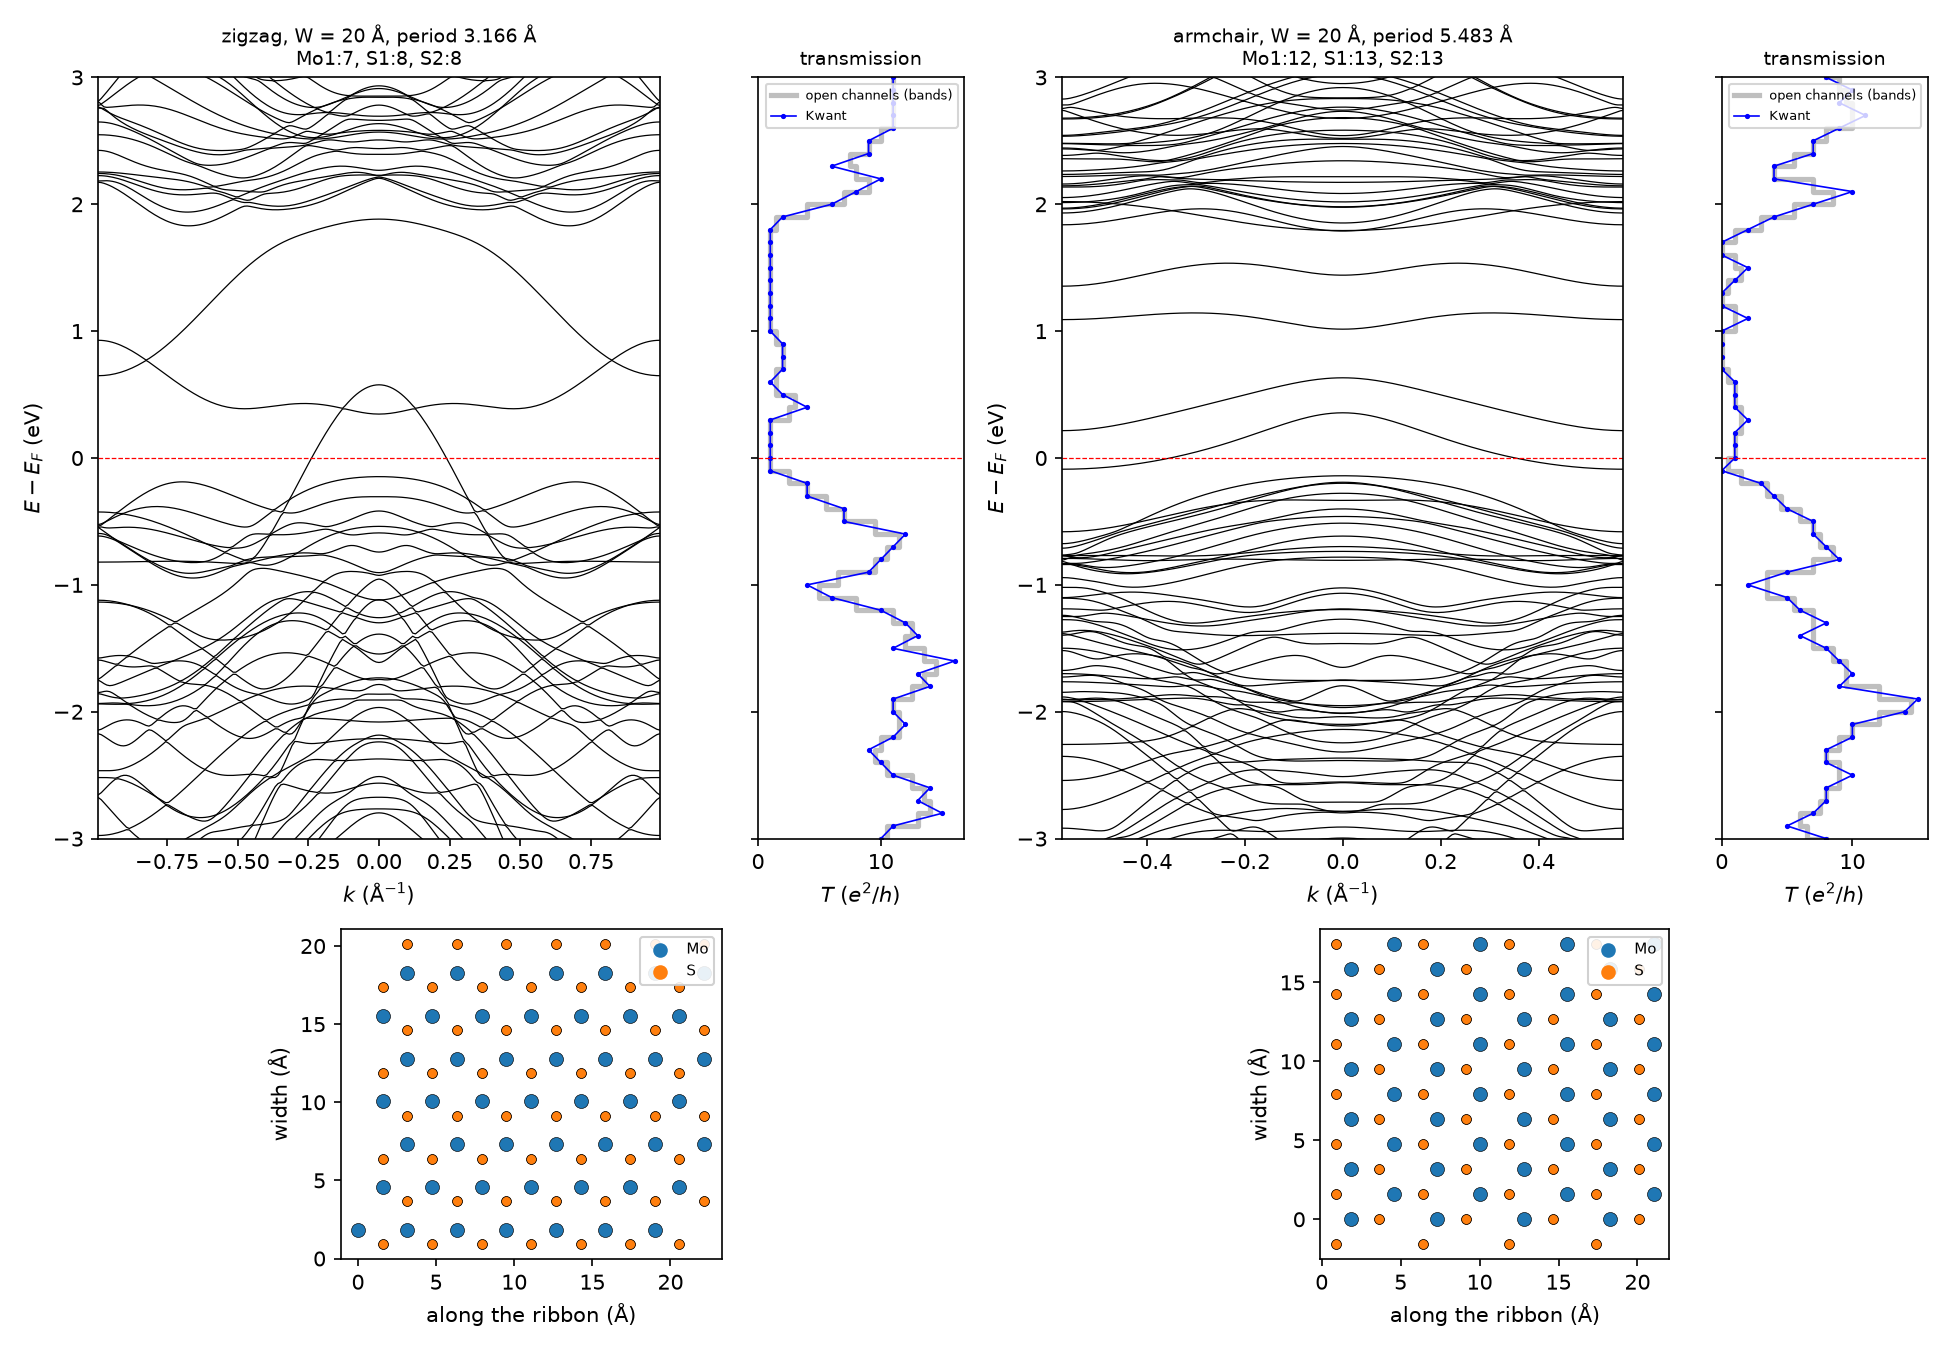 zigzag, W = 20 Å, period 3.166 Å
Mo1:7, S1:8, S2:8
3
2
1
0
−1
−2
−3
E − E_F (eV)
−0.75 −0.50 −0.25 0.00 0.25 0.50 0.75
k (Å⁻¹)
transmission
open channels (bands)
Kwant
0 10
T (e²/h)
armchair, W = 20 Å, period 5.483 Å
Mo1:12, S1:13, S2:13
3
2
1
0
−1
−2
−3
E − E_F (eV)
−0.4 −0.2 0.0 0.2 0.4
k (Å⁻¹)
transmission
open channels (bands)
Kwant
0 10
T (e²/h)
Mo
S
20
15
10
5
0
width (Å)
0 5 10 15 20
along the ribbon (Å)
Mo
S
15
10
5
0
width (Å)
0 5 10 15 20
along the ribbon (Å)